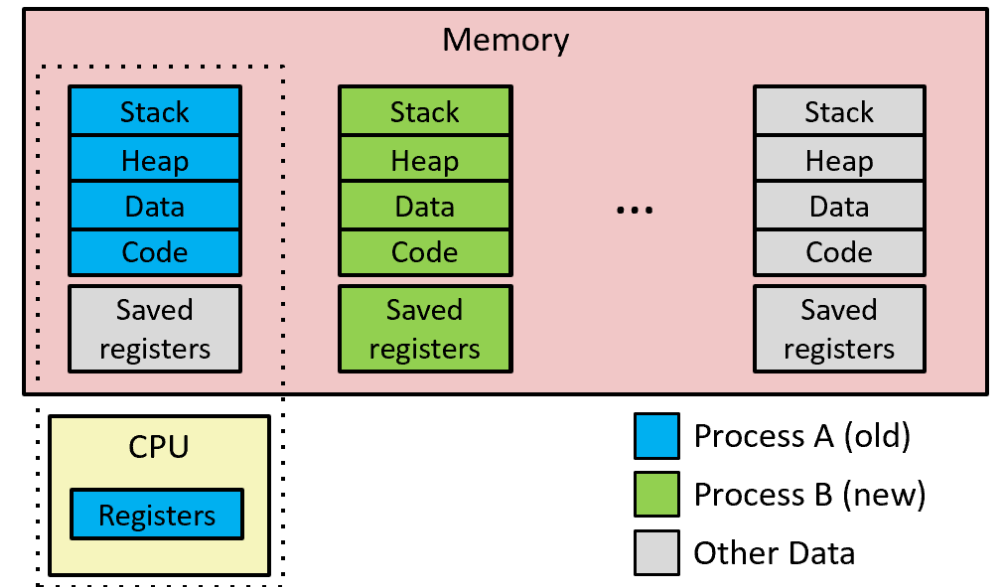 Memory
Stack
Heap
Data
Code
Saved
registers
Stack
Heap
Data
Code
Saved
registers
...
Stack
Heap
Data
Code
Saved
registers
CPU
Registers
Process A (old)
Process B (new)
Other Data